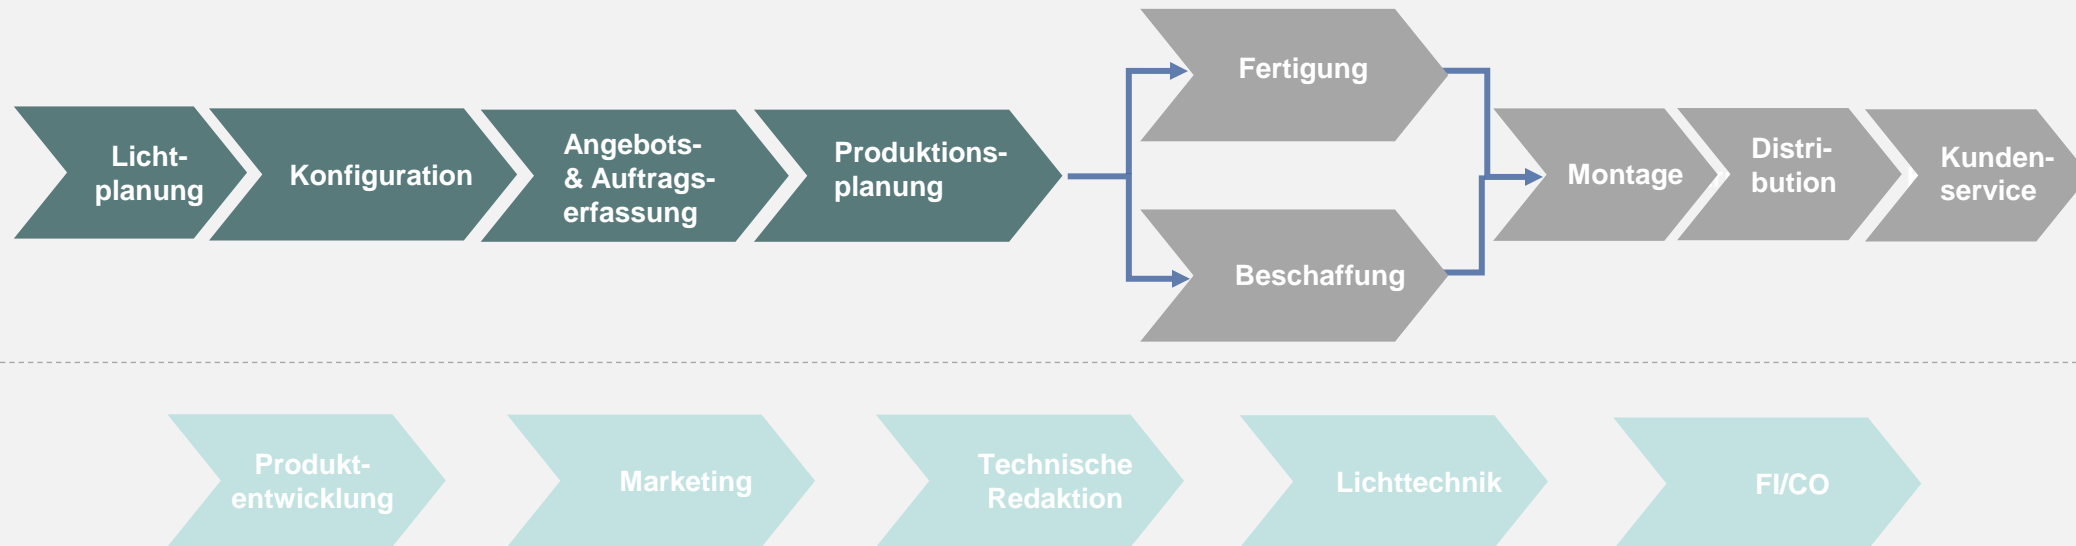 Licht-
planung
Konfiguration
Angebots-
& Auftrags-
erfassung
Produktions-
planung
Fertigung
Beschaffung
Montage
Distri-
bution
Kunden-
service
Produkt-
entwicklung
Marketing
Technische
Redaktion
Lichttechnik
FI/CO